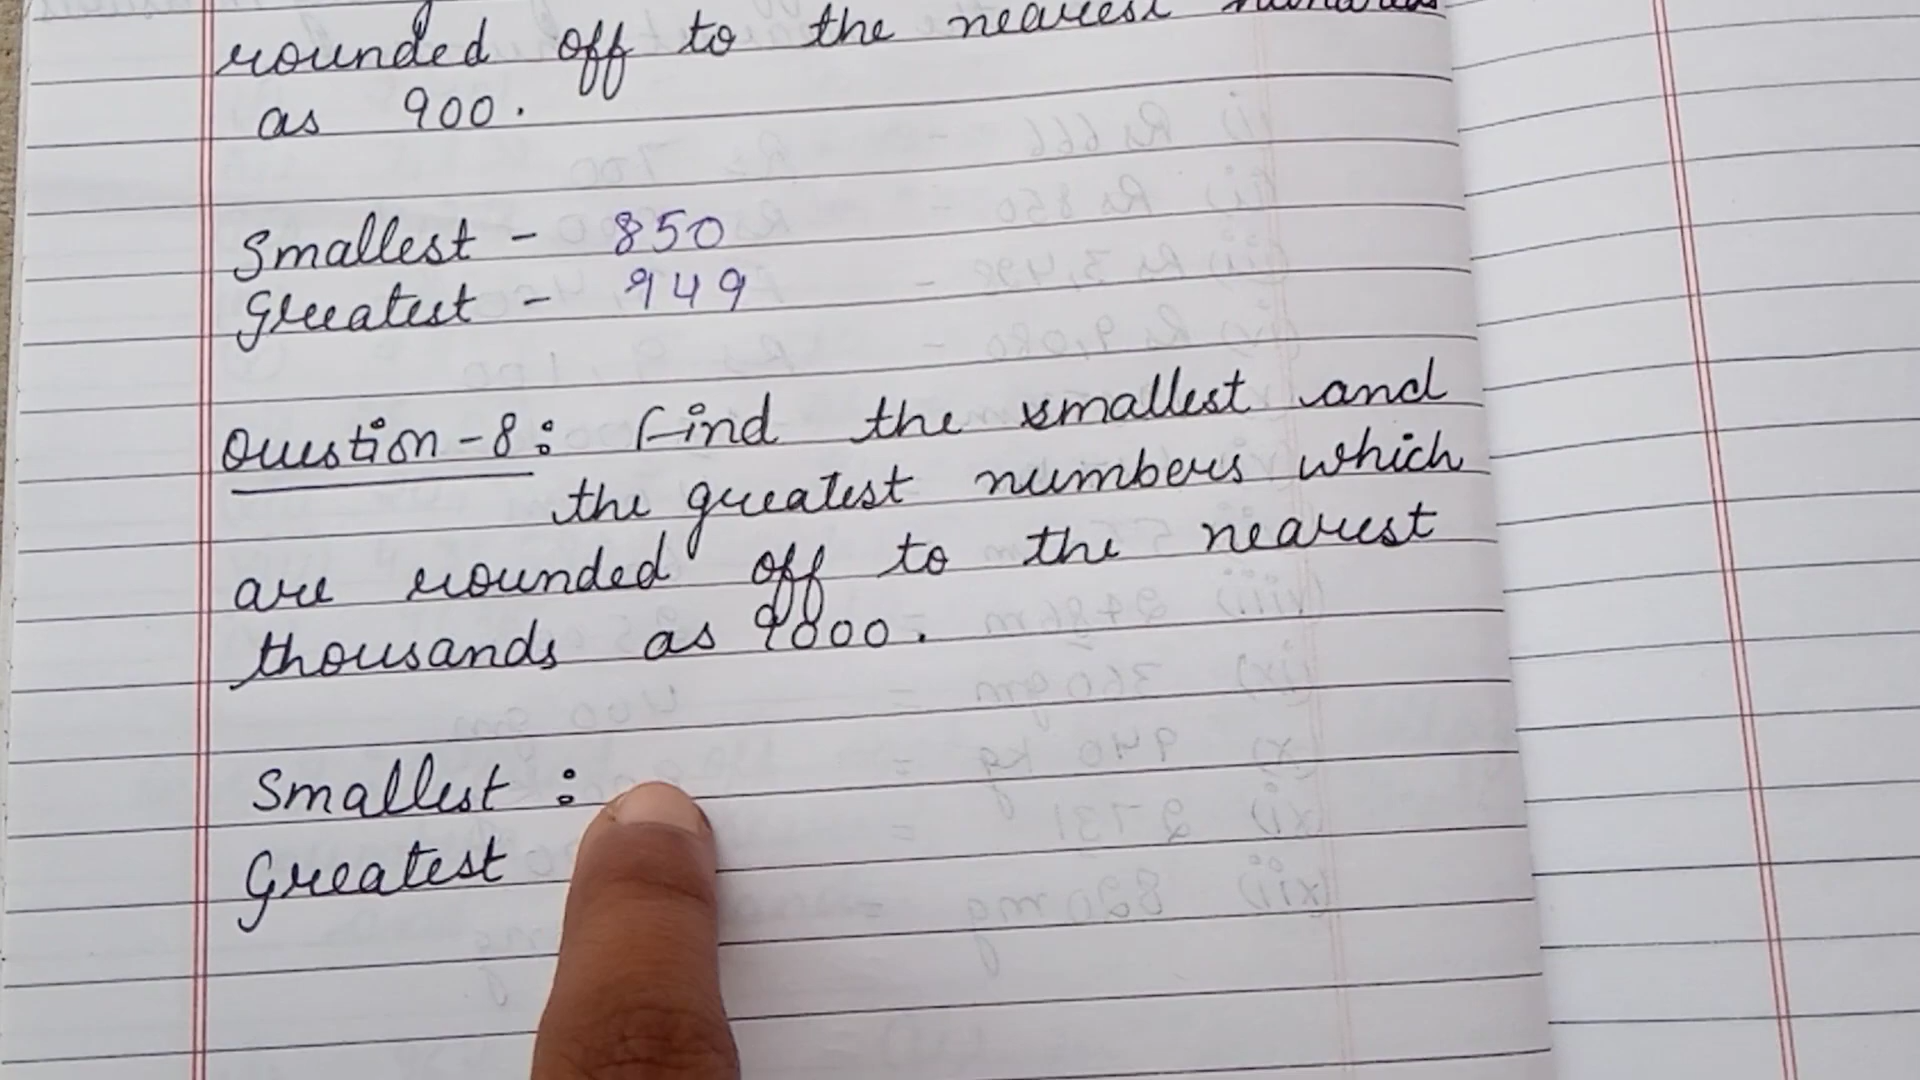 rounded off to the nearest hundreds
as 900.
Smallest - 850
Greatest - 949
Question-8: Find the smallest and
the greatest numbers which
are rounded off to the nearest
thousands as 9000.
Smallest :
Greatest